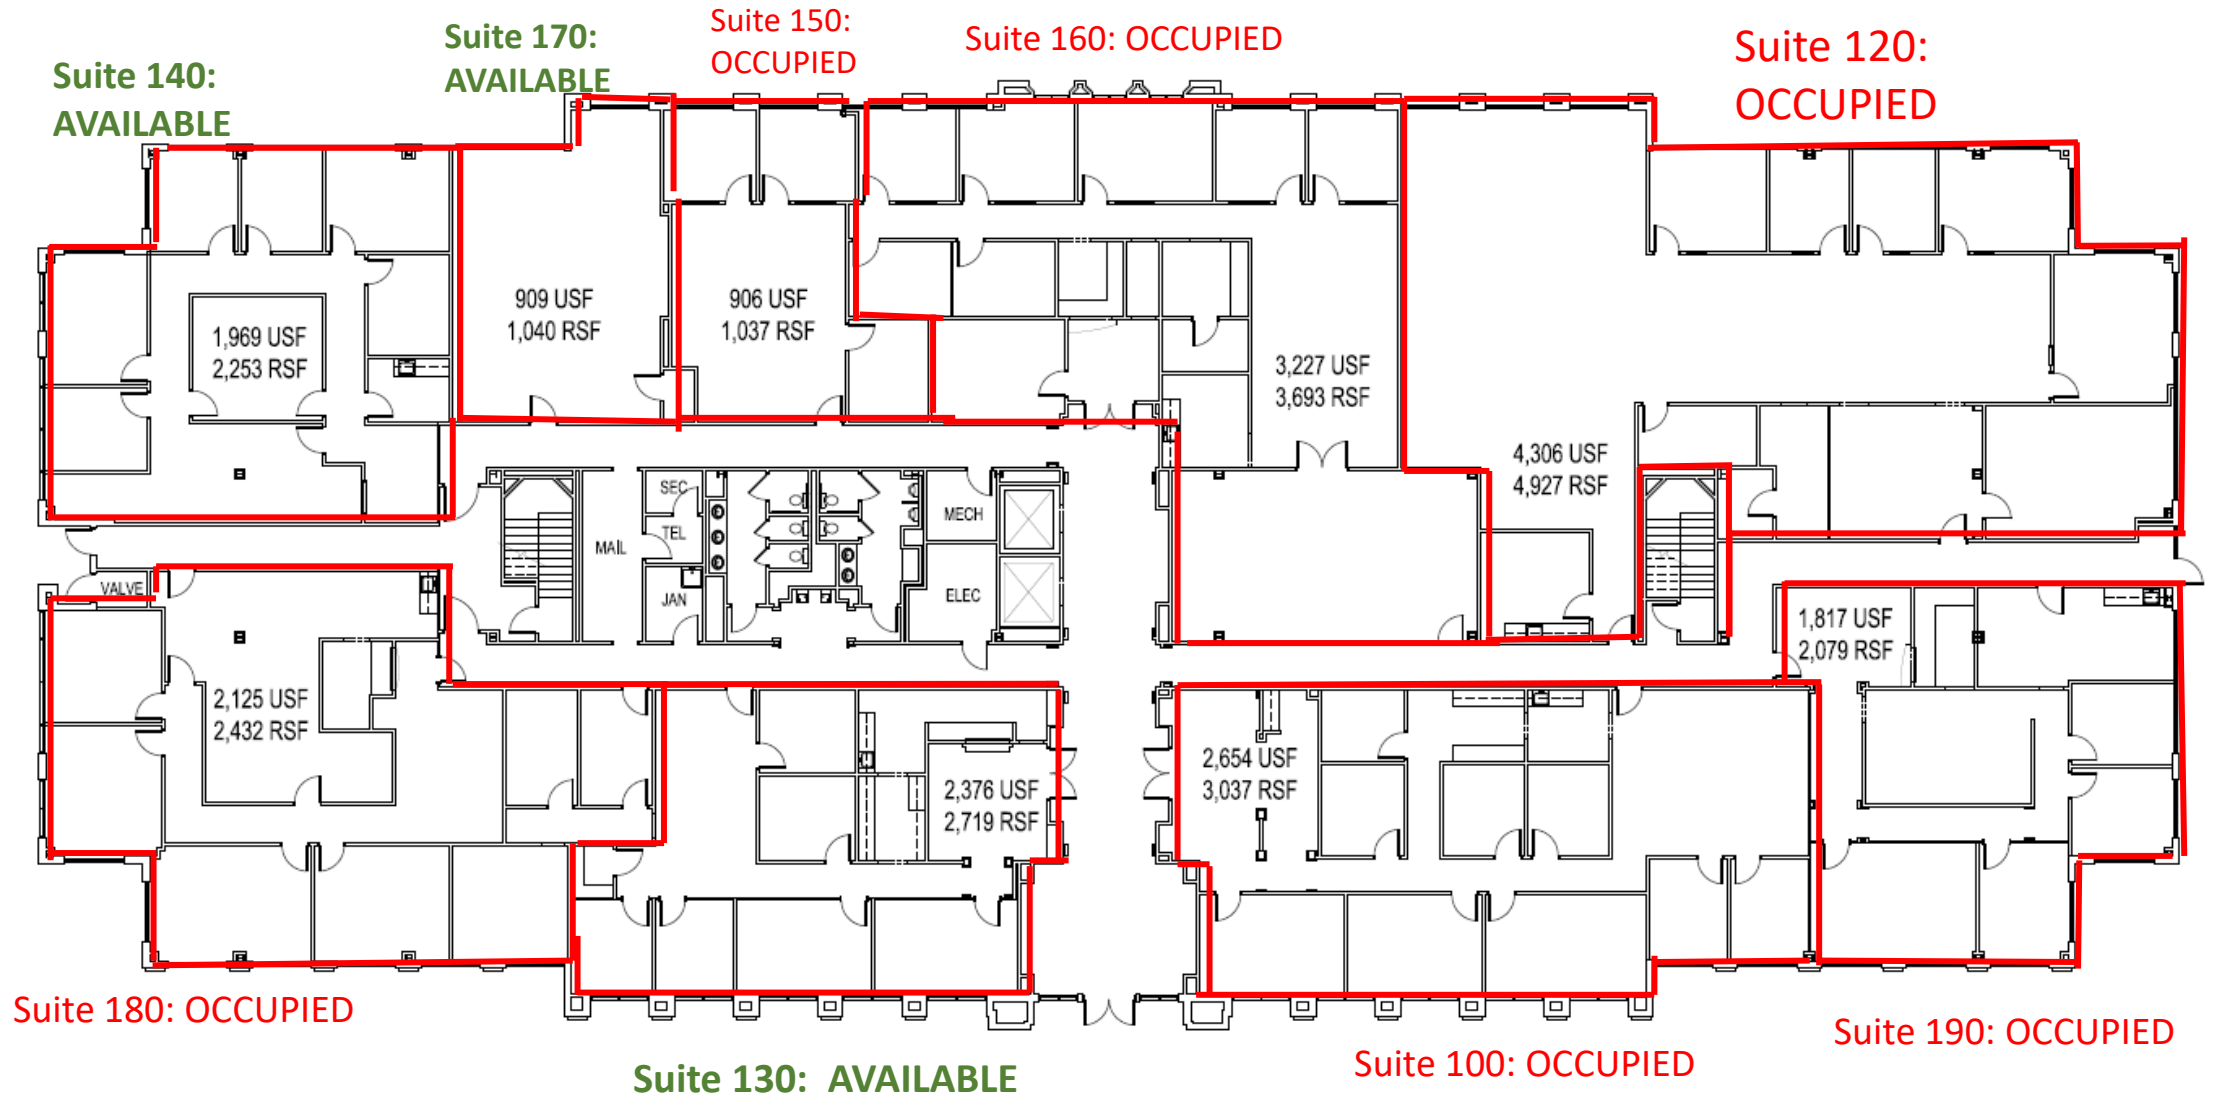 Suite 140:
AVAILABLE
Suite 170:
AVAILABLE
Suite 150:
OCCUPIED
Suite 160: OCCUPIED
Suite 120:
OCCUPIED
1,969 USF
2,253 RSF
909 USF
1,040 RSF
906 USF
1,037 RSF
3,227 USF
3,693 RSF
4,306 USF
4,927 RSF
SEC
TEL
MAIL
JAN
MECH
ELEC
VALVE
2,125 USF
2,432 RSF
2,376 USF
2,719 RSF
2,654 USF
3,037 RSF
1,817 USF
2,079 RSF
Suite 180: OCCUPIED
Suite 130: AVAILABLE
Suite 100: OCCUPIED
Suite 190: OCCUPIED